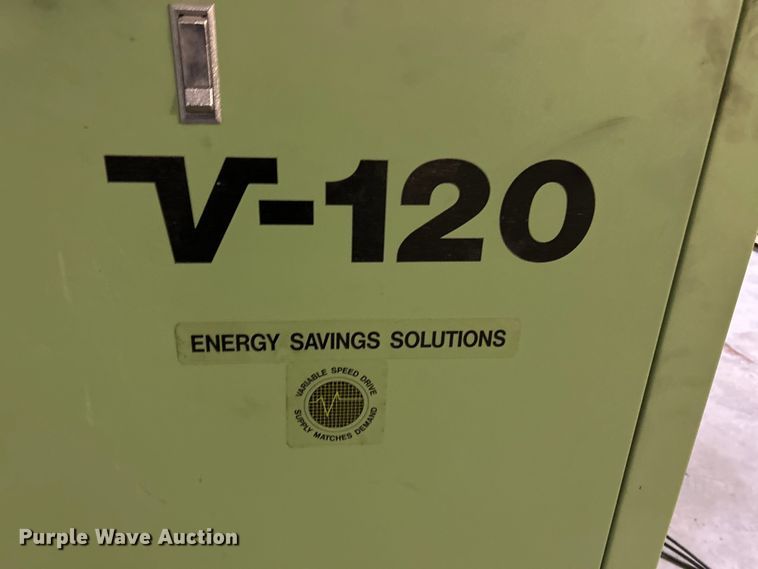 V-120
ENERGY SAVINGS SOLUTIONS
VARIABLE SPEED DRIVE
SUPPLY MATCHES DEMAND
Purple Wave Auction